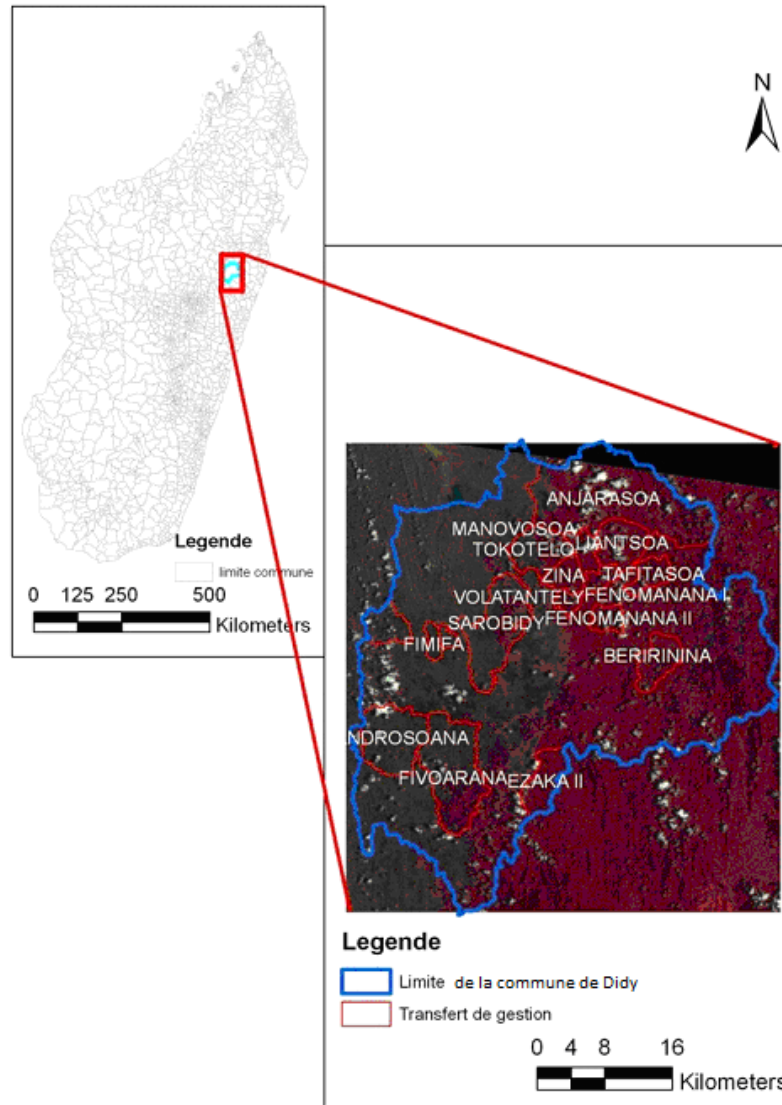 N
Legende
limite commune
0 125 250 500
Kilometers
ANJARASOA
MANOVOSOA
LIANTSOA
TOKOTELO
ZINA
TAFITASOA
VOLATANTELY
FENOMANANA I
SAROBIDY
FENOMANANA II
FIMIFA
BERIRININA
NDROSOANA
FIVOARANA
EZAKA II
Legende
Limite de la commune de Didy
Transfert de gestion
0 4 8 16
Kilometers